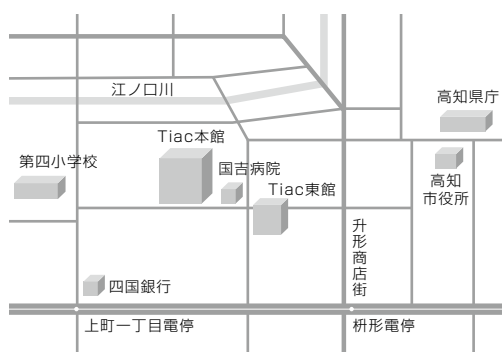 江ノ口川
高知県庁
Tiac本館
第四小学校
国吉病院
高知
市役所
Tiac東館
升形商店街
四国銀行
上町一丁目電停
枡形電停